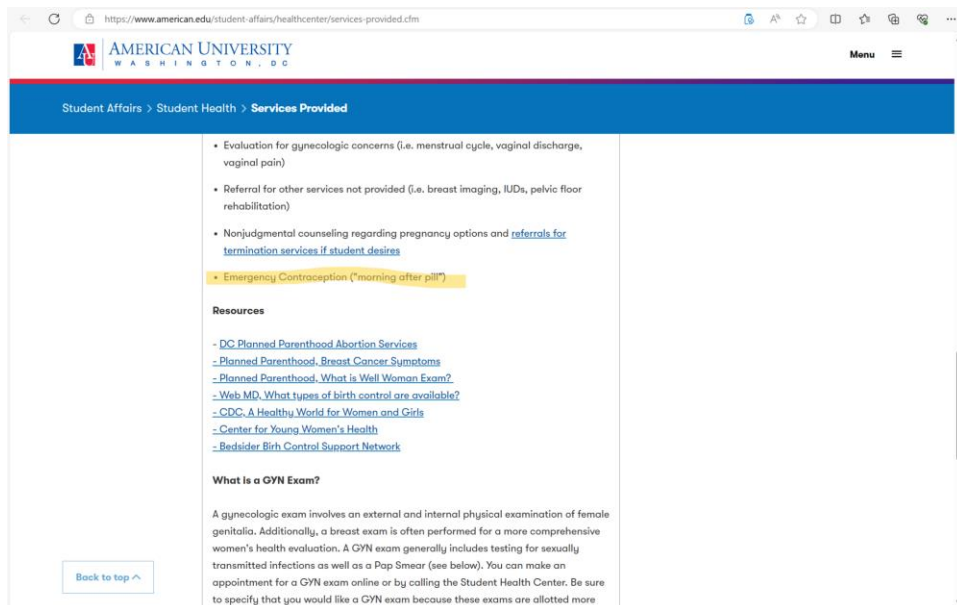 https://www.american.edu/student-affairs/healthcenter/services-provided.cfm
AMERICAN UNIVERSITY
WASHINGTON, DC
Menu
Student Affairs > Student Health > Services Provided
• Evaluation for gynecologic concerns (i.e. menstrual cycle, vaginal discharge,
vaginal pain)
• Referral for other services not provided (i.e. breast imaging, IUDs, pelvic floor
rehabilitation)
• Nonjudgmental counseling regarding pregnancy options and referrals for
termination services if student desires
• Emergency Contraception ("morning after pill")
Resources
- DC Planned Parenthood Abortion Services
- Planned Parenthood, Breast Cancer Symptoms
- Planned Parenthood, What is Well Woman Exam?
- Web MD, What types of birth control are available?
- CDC, A Healthy World for Women and Girls
- Center for Young Women's Health
- Bedsider Birh Control Support Network
What is a GYN Exam?
A gynecologic exam involves an external and internal physical examination of female
genitalia. Additionally, a breast exam is often performed for a more comprehensive
women's health evaluation. A GYN exam generally includes testing for sexually
transmitted infections as well as a Pap Smear (see below). You can make an
appointment for a GYN exam online or by calling the Student Health Center. Be sure
to specify that you would like a GYN exam because these exams are allotted more
Back to top